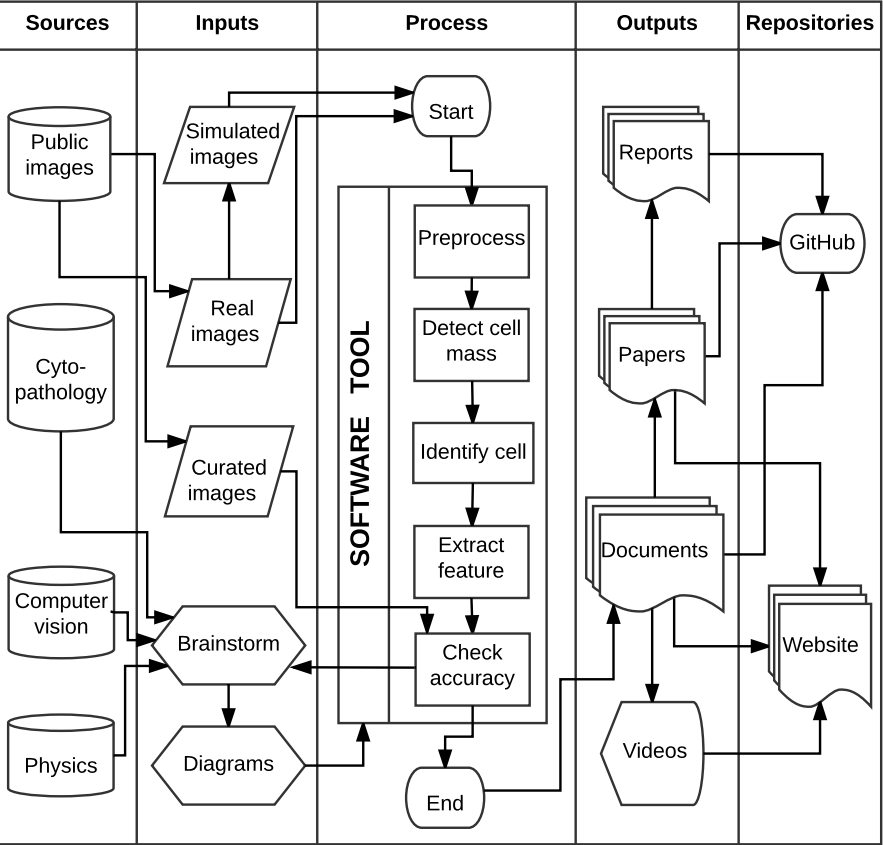 Sources
Inputs
Process
Outputs
Repositories
Public
images
Cyto-
pathology
Computer
vision
Physics
Simulated
images
Real
images
Curated
images
Brainstorm
Diagrams
Start
SOFTWARE TOOL
Preprocess
Detect cell
mass
Identify cell
Extract
feature
Check
accuracy
End
Reports
Papers
Documents
Videos
GitHub
Website